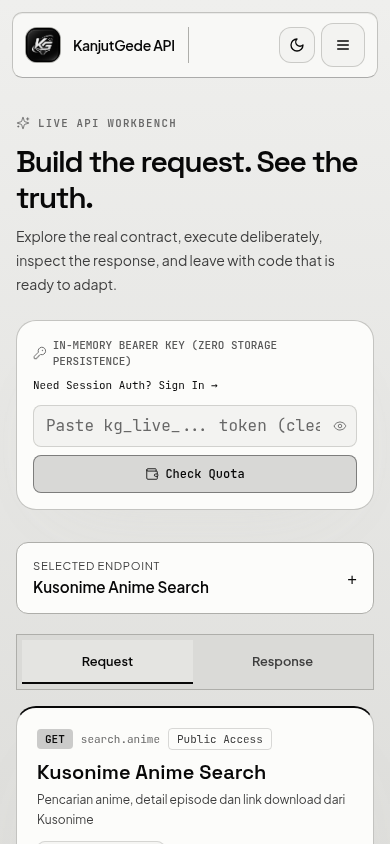 KG
KanjutGede API
LIVE API WORKBENCH
Build the request. See the
truth.
Explore the real contract, execute deliberately,
inspect the response, and leave with code that is
ready to adapt.
IN-MEMORY BEARER KEY (ZERO STORAGE
PERSISTENCE)
Need Session Auth? Sign In →
Paste kg_live_... token (clea
Check Quota
SELECTED ENDPOINT
Kusonime Anime Search
+
Request
Response
GET search.anime Public Access
Kusonime Anime Search
Pencarian anime, detail episode dan link download dari
Kusonime